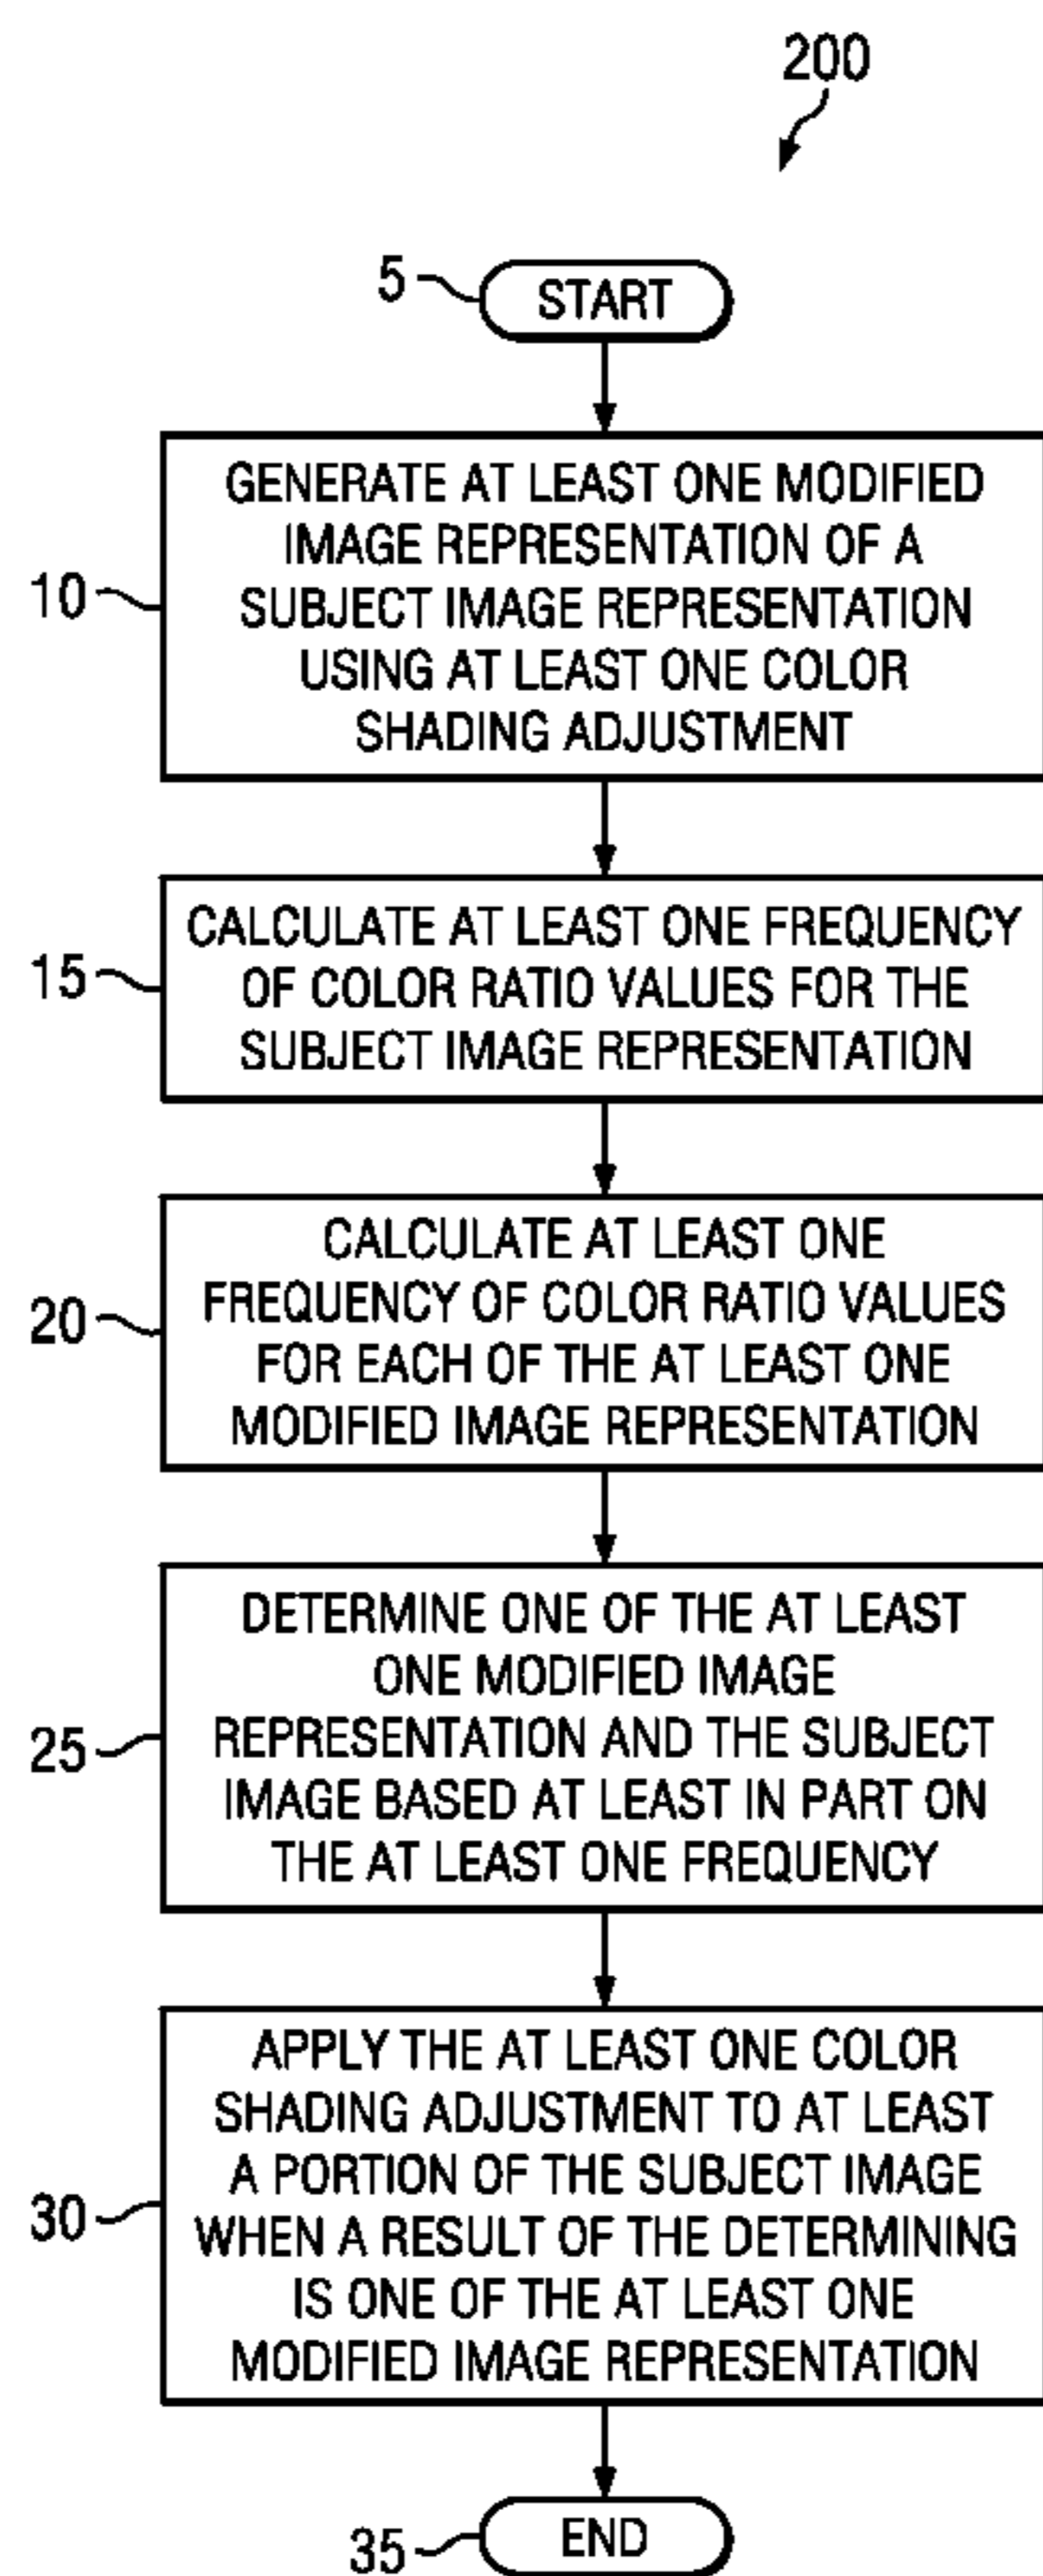 200
5
START
10
GENERATE AT LEAST ONE MODIFIED
IMAGE REPRESENTATION OF A
SUBJECT IMAGE REPRESENTATION
USING AT LEAST ONE COLOR
SHADING ADJUSTMENT
15
CALCULATE AT LEAST ONE FREQUENCY
OF COLOR RATIO VALUES FOR THE
SUBJECT IMAGE REPRESENTATION
20
CALCULATE AT LEAST ONE
FREQUENCY OF COLOR RATIO VALUES
FOR EACH OF THE AT LEAST ONE
MODIFIED IMAGE REPRESENTATION
25
DETERMINE ONE OF THE AT LEAST
ONE MODIFIED IMAGE
REPRESENTATION AND THE SUBJECT
IMAGE BASED AT LEAST IN PART ON
THE AT LEAST ONE FREQUENCY
30
APPLY THE AT LEAST ONE COLOR
SHADING ADJUSTMENT TO AT LEAST
A PORTION OF THE SUBJECT IMAGE
WHEN A RESULT OF THE DETERMINING
IS ONE OF THE AT LEAST ONE
MODIFIED IMAGE REPRESENTATION
35
END